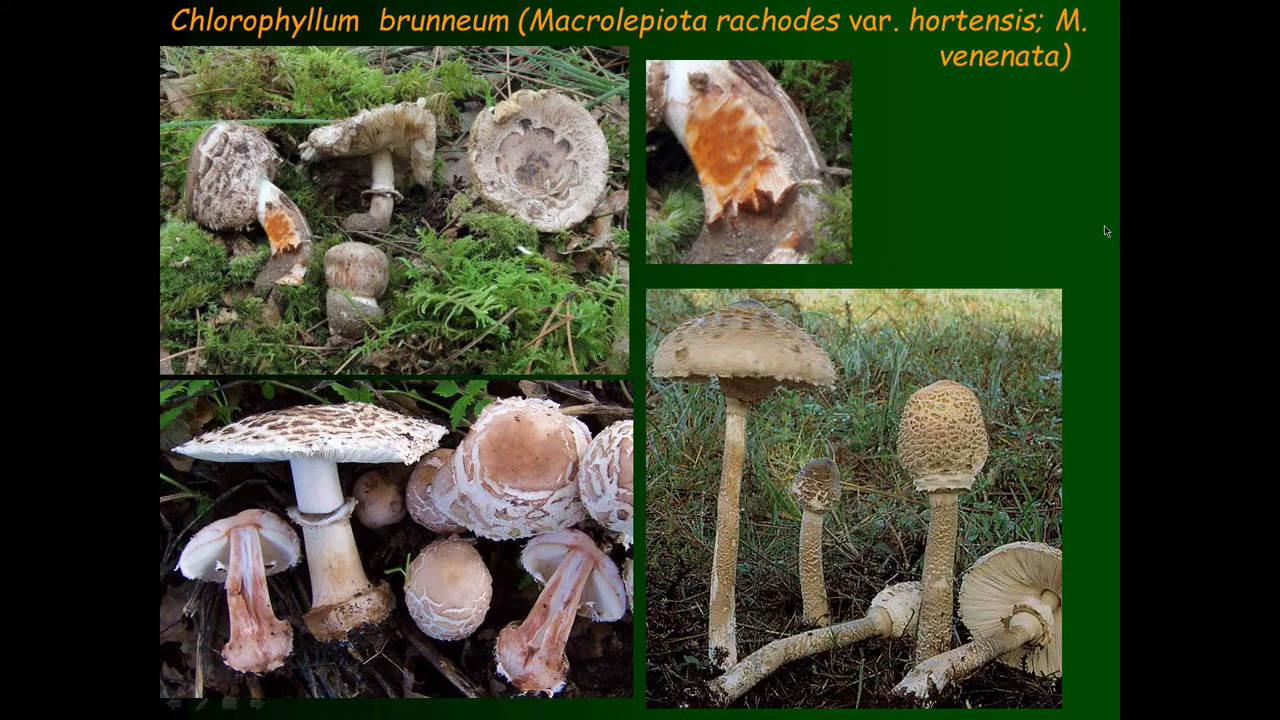 Chlorophyllum brunneum (Macrolepiota rachodes var. hortensis; M.
venenata)